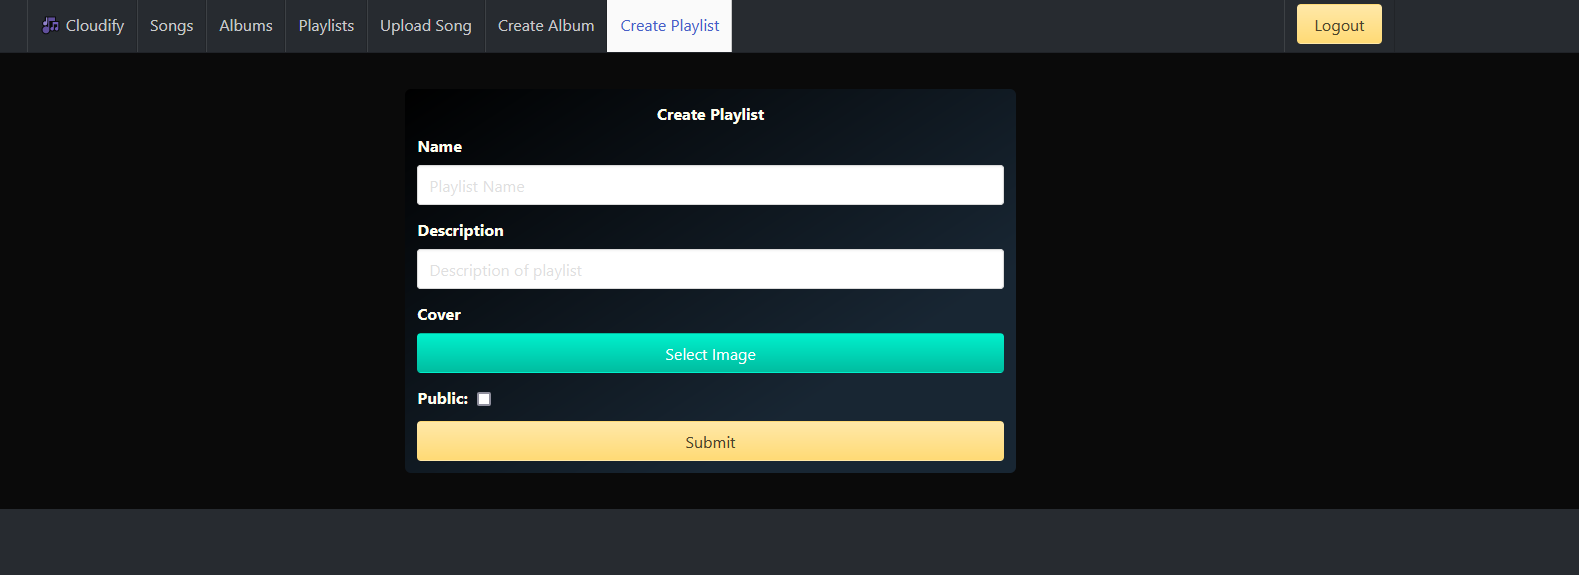 Cloudify Songs Albums Playlists Upload Song Create Album Create Playlist Logout
Create Playlist
Name
Playlist Name
Description
Description of playlist
Cover
Select Image
Public:
Submit